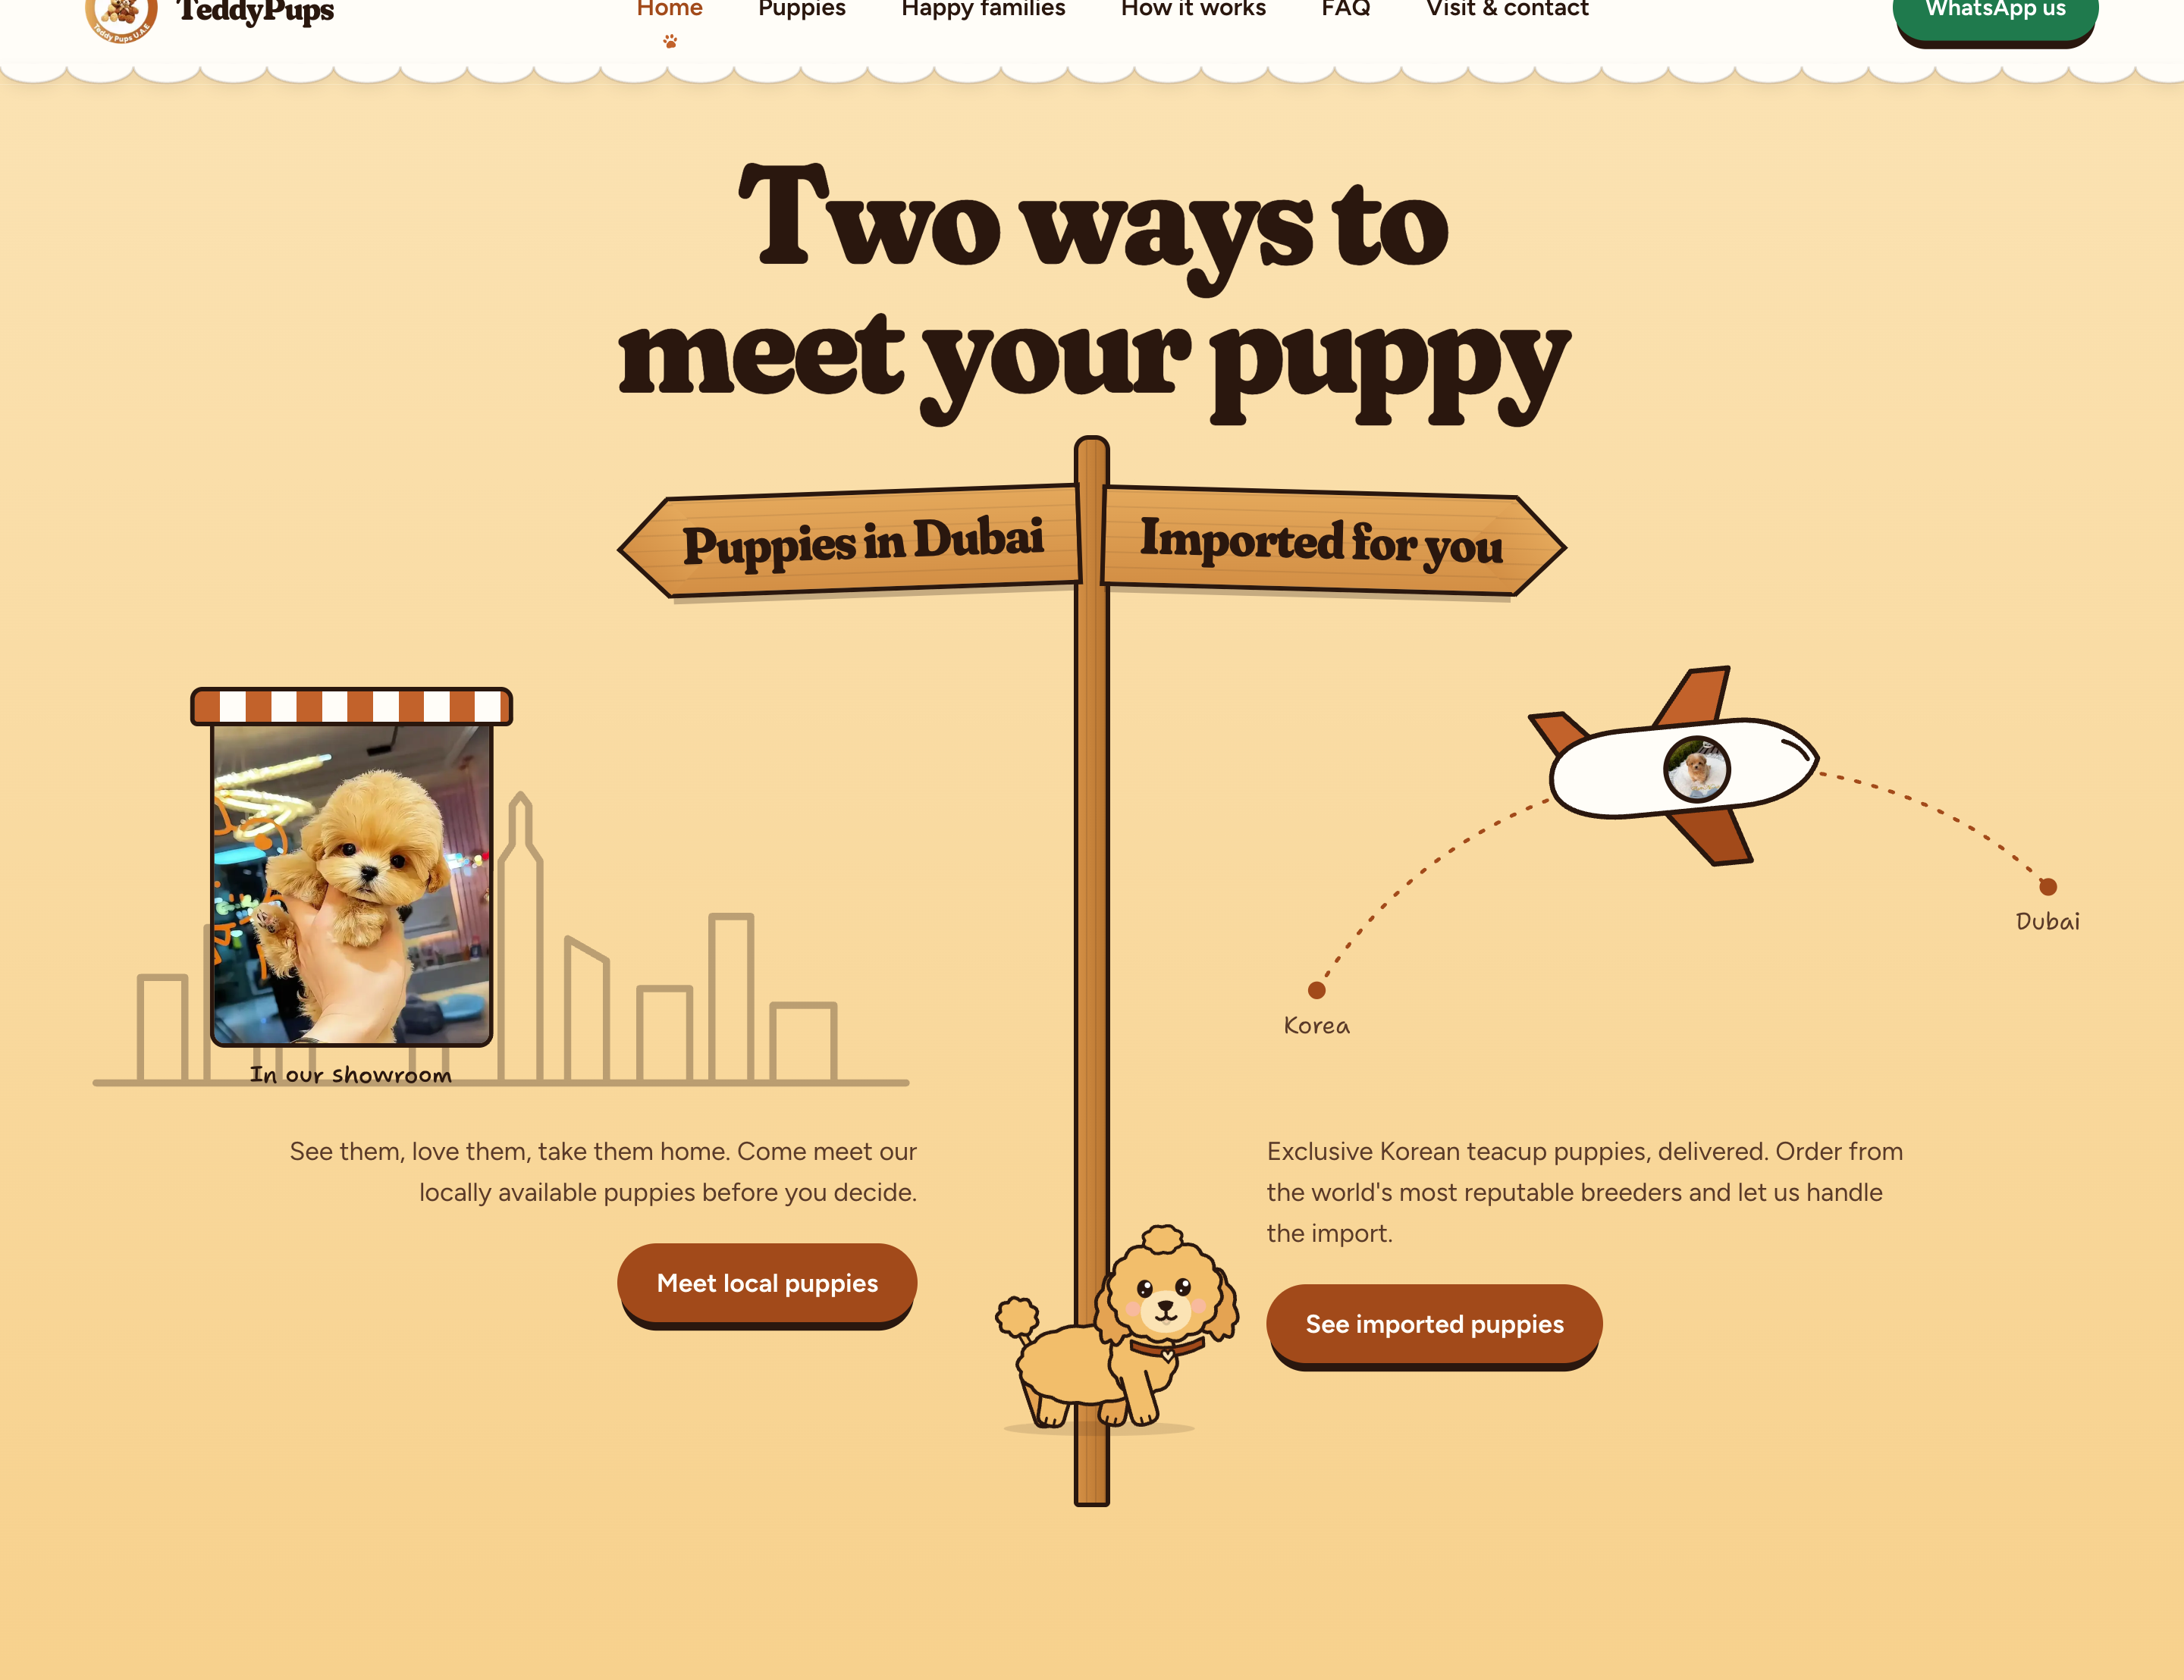 TeddyPups
Teddy Pups U.A.E
Home
Puppies
Happy families
How it works
FAQ
Visit & contact
WhatsApp us
Two ways to
meet your puppy
Puppies in Dubai
Imported for you
In our showroom
Korea
Dubai
See them, love them, take them home. Come meet our
locally available puppies before you decide.
Meet local puppies
Exclusive Korean teacup puppies, delivered. Order from
the world's most reputable breeders and let us handle
the import.
See imported puppies